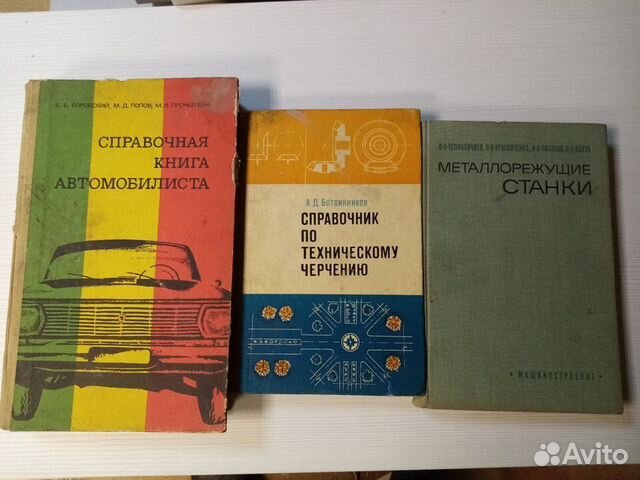 Б. Б. БОРОВСКИЙ, М. Д. ПОПОВ, М. Я. ПРОНШТЕЙН
СПРАВОЧНАЯ
КНИГА
АВТОМОБИЛИСТА
А. Д. Ботвинников
СПРАВОЧНИК
ПО
ТЕХНИЧЕСКОМУ
ЧЕРЧЕНИЮ
МЕТАЛЛОРЕЖУЩИЕ
СТАНКИ
• МАШИНОСТРОЕНИЕ •
Avito